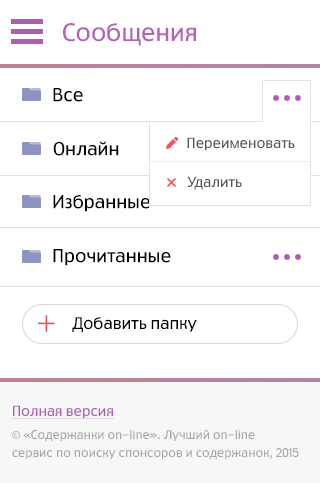 Сообщения
Все
Переименовать
Онлайн
Удалить
Избранные
Прочитанные
Добавить папку
Полная версия
© «Содержанки on-line». Лучший on-line
сервис по поиску спонсоров и содержанок, 2015